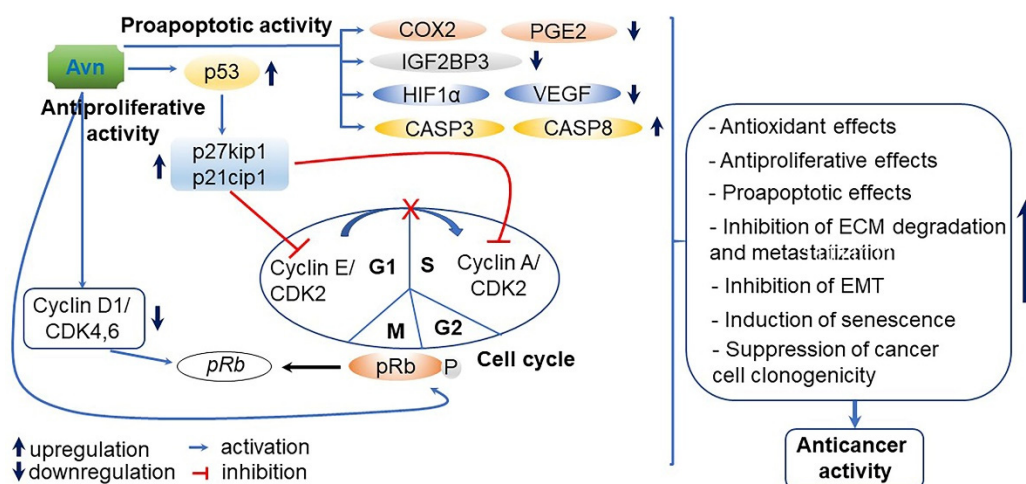 Proapoptotic activity
COX2
PGE2
Avn
p53
IGF2BP3
Antiproliferative
activity
HIF1α
VEGF
CASP3
CASP8
p27kip1
p21cip1
Cyclin E/
CDK2
G1
S
Cyclin A/
CDK2
M
G2
Cyclin D1/
CDK4,6
pRb
pRb
P
Cell cycle
upregulation
activation
downregulation
inhibition
- Antioxidant effects
- Antiproliferative effects
- Proapoptotic effects
- Inhibition of ECM degradation
and metastatization
- Inhibition of EMT
- Induction of senescence
- Suppression of cancer
cell clonogenicity
Anticancer
activity